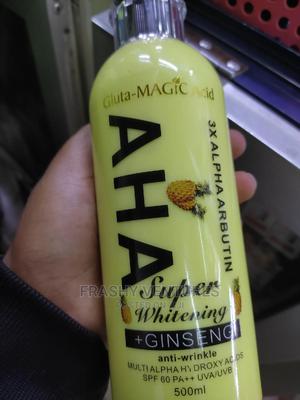 Gluta-MAGiC Acid
3X ALPHA ARBUTIN
AHA
Super
Whitening
+GINSENG
anti-wrinkle
MULTI ALPHA HYDROXY ACIDS
SPF 60 PA++ UVA/UVB
500ml